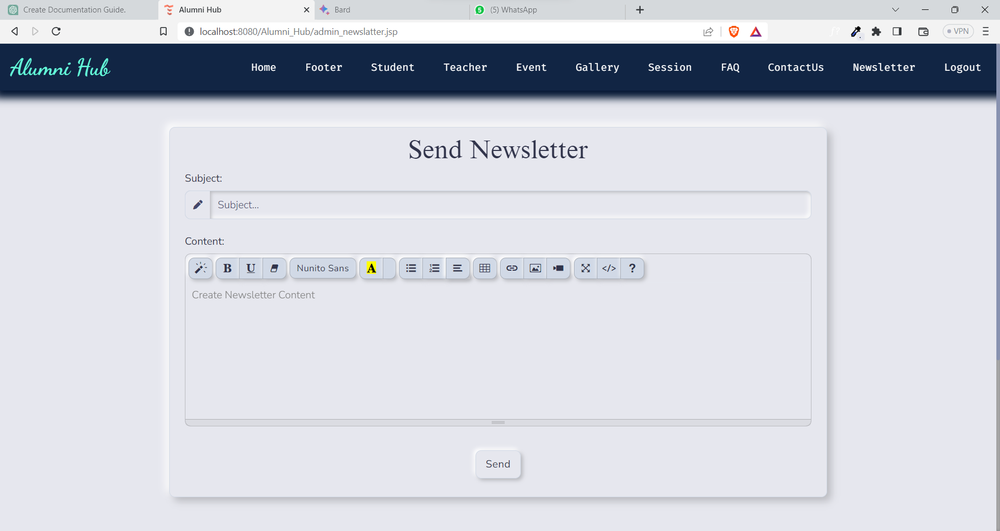 Create Documentation Guide.
Alumni Hub
Bard
5
(5) WhatsApp
localhost:8080/Alumni_Hub/admin_newslatter.jsp
VPN
Alumni Hub
Home
Footer
Student
Teacher
Event
Gallery
Session
FAQ
ContactUs
Newsletter
Logout
Send Newsletter
Subject:
Subject...
Content:
B
U
Nunito Sans
A
</>
?
Create Newsletter Content
Send